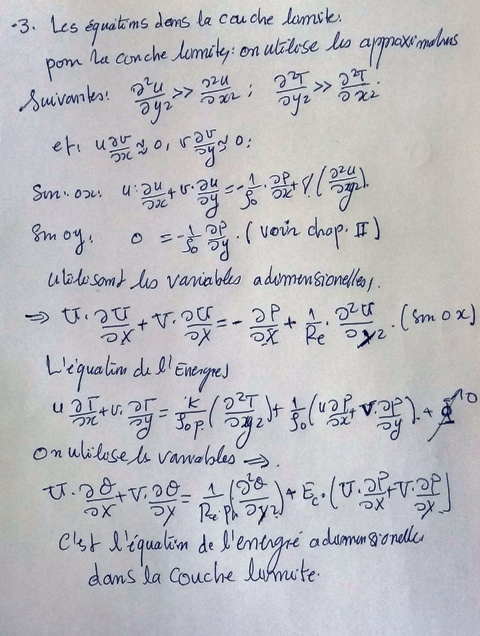 .3. Les équations dans la couche limite.
pour la couche limite: on utilise les approximations
Suivantes: ∂²u/∂y² >> ∂²u/∂x² ; ∂²T/∂y² >> ∂²T/∂x².
et. u ∂v/∂x ≈ 0, v ∂v/∂y ≈ 0.
Sur. ox: u. ∂u/∂x + v. ∂u/∂y = -1/ρ₀ . ∂P/∂x + ν (∂²u/∂y²).
Sur oy: 0 = -1/ρ₀ ∂P/∂y. (voir chap. II)
Utilisant les variables adimensionelles,
⇒ U. ∂U/∂X + V. ∂U/∂X = - ∂P/∂X + 1/Re . ∂²U/∂Y². (Sur OX)
L'équation de l'Energie,
u ∂T/∂x + v. ∂T/∂y = K/ρ₀p. (∂²T/∂y²) + 1/ρ₀ (u ∂P/∂x + v. ∂P/∂y). + Φ 0
On utilise les variables ⇒.
U. ∂θ/∂X + V. ∂θ/∂Y = 1/Re.Pr (∂²θ/∂Y²) + Ec. (U. ∂P/∂X + V. ∂P/∂Y]
C'est l'équation de l'energie adimensionelle
dans la couche limite.